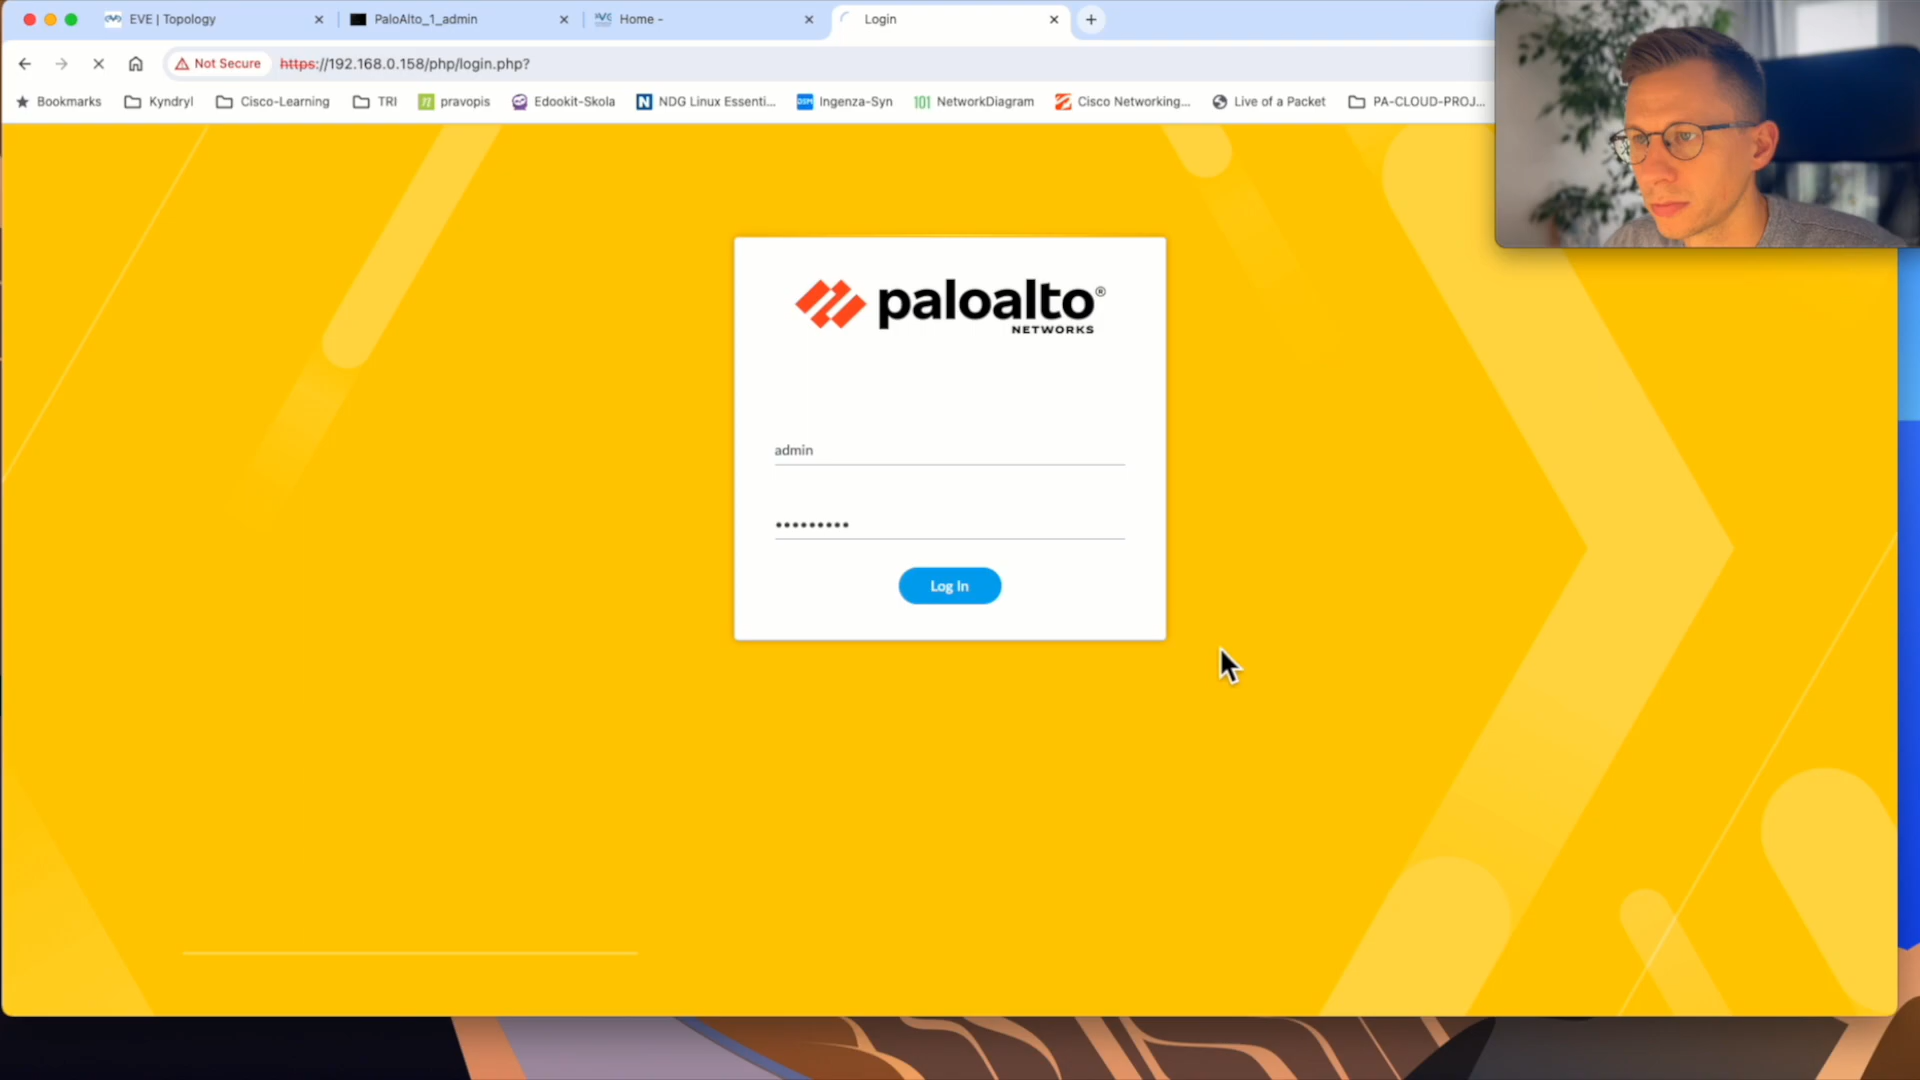 EVE | Topology
PaloAlto_1_admin
Home -
Login
Not Secure
https://192.168.0.158/php/login.php?
Bookmarks
Kyndryl
Cisco-Learning
TRI
pravopis
Edookit-Skola
NDG Linux Essenti...
Ingenza-Syn
101 NetworkDiagram
Cisco Networking...
Live of a Packet
PA-CLOUD-PROJ...
paloalto®
NETWORKS
admin
•••••••••
Log In